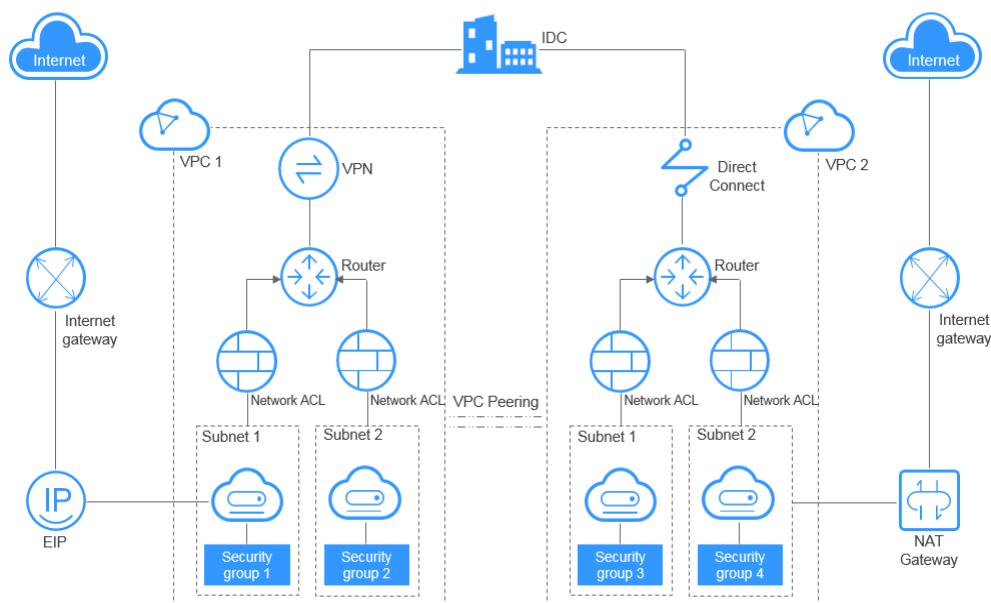 Internet
IDC
Internet
VPC 1
VPN
Direct
Connect
VPC 2
Router
Router
Internet
gateway
Internet
gateway
Network ACL
Network ACL
VPC Peering
Network ACL
Network ACL
Subnet 1
Subnet 2
Subnet 1
Subnet 2
IP
EIP
NAT
Gateway
Security
group 1
Security
group 2
Security
group 3
Security
group 4